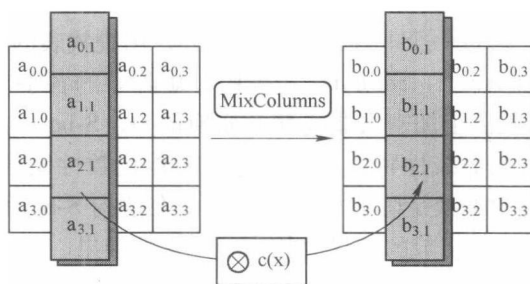 a0.1 b0.1
a0.0 a0.2 a0.3 b0.0 b0.2 b0.3
a1.1 MixColumns b1.1
a1.0 a1.2 a1.3 b1.0 b1.2 b1.3
a2.0 a2.1 a2.2 a2.3 b2.0 b2.1 b2.2 b2.3
a3.0 a3.2 a3.3 b3.0 b3.2 b3.3
a3,1 b3.1
⊗ c(x)